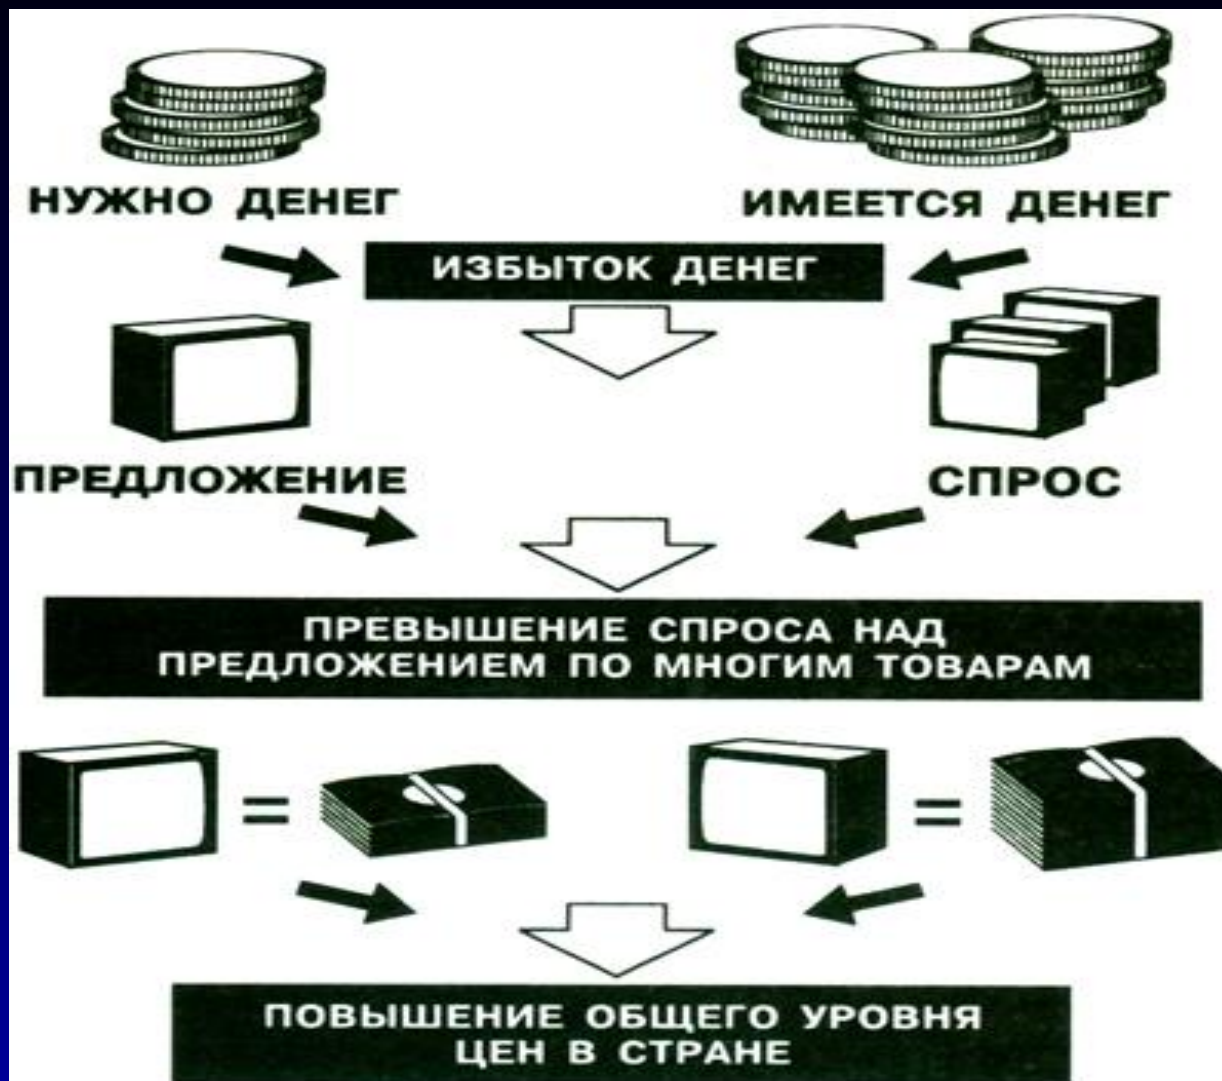 НУЖНО ДЕНЕГ
ИМЕЕТСЯ ДЕНЕГ
ИЗБЫТОК ДЕНЕГ
ПРЕДЛОЖЕНИЕ
СПРОС
ПРЕВЫШЕНИЕ СПРОСА НАД
ПРЕДЛОЖЕНИЕМ ПО МНОГИМ ТОВАРАМ
=
=
ПОВЫШЕНИЕ ОБЩЕГО УРОВНЯ
ЦЕН В СТРАНЕ